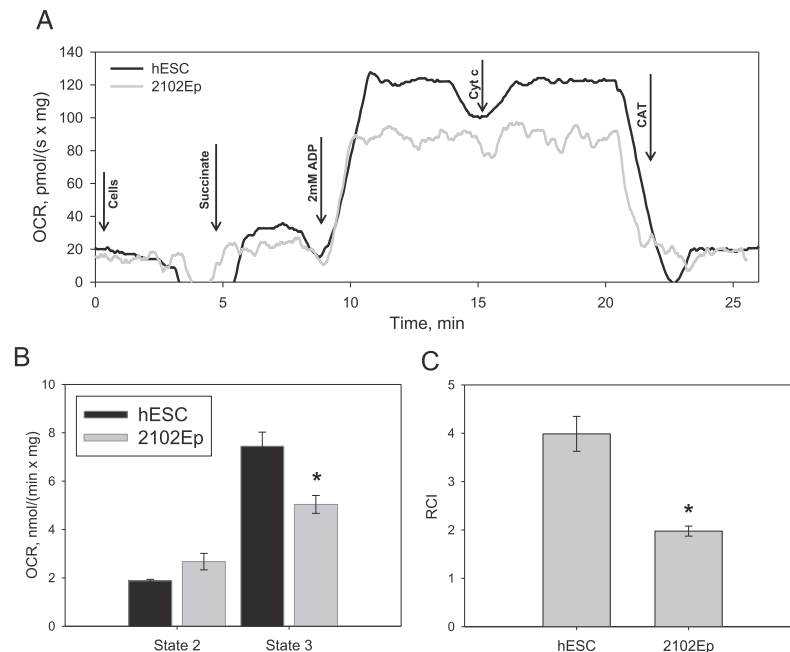 A
140
120
100
80
60
40
20
0
OCR, pmol/(s x mg)
hESC
2102Ep
Cells
Succinate
2mM ADP
Cyt c
CAT
0 5 10 15 20 25
Time, min
B
10
8
6
4
2
0
OCR, nmol/(min x mg)
hESC
2102Ep
*
State 2 State 3
C
5
4
3
2
1
0
RCI
*
hESC 2102Ep